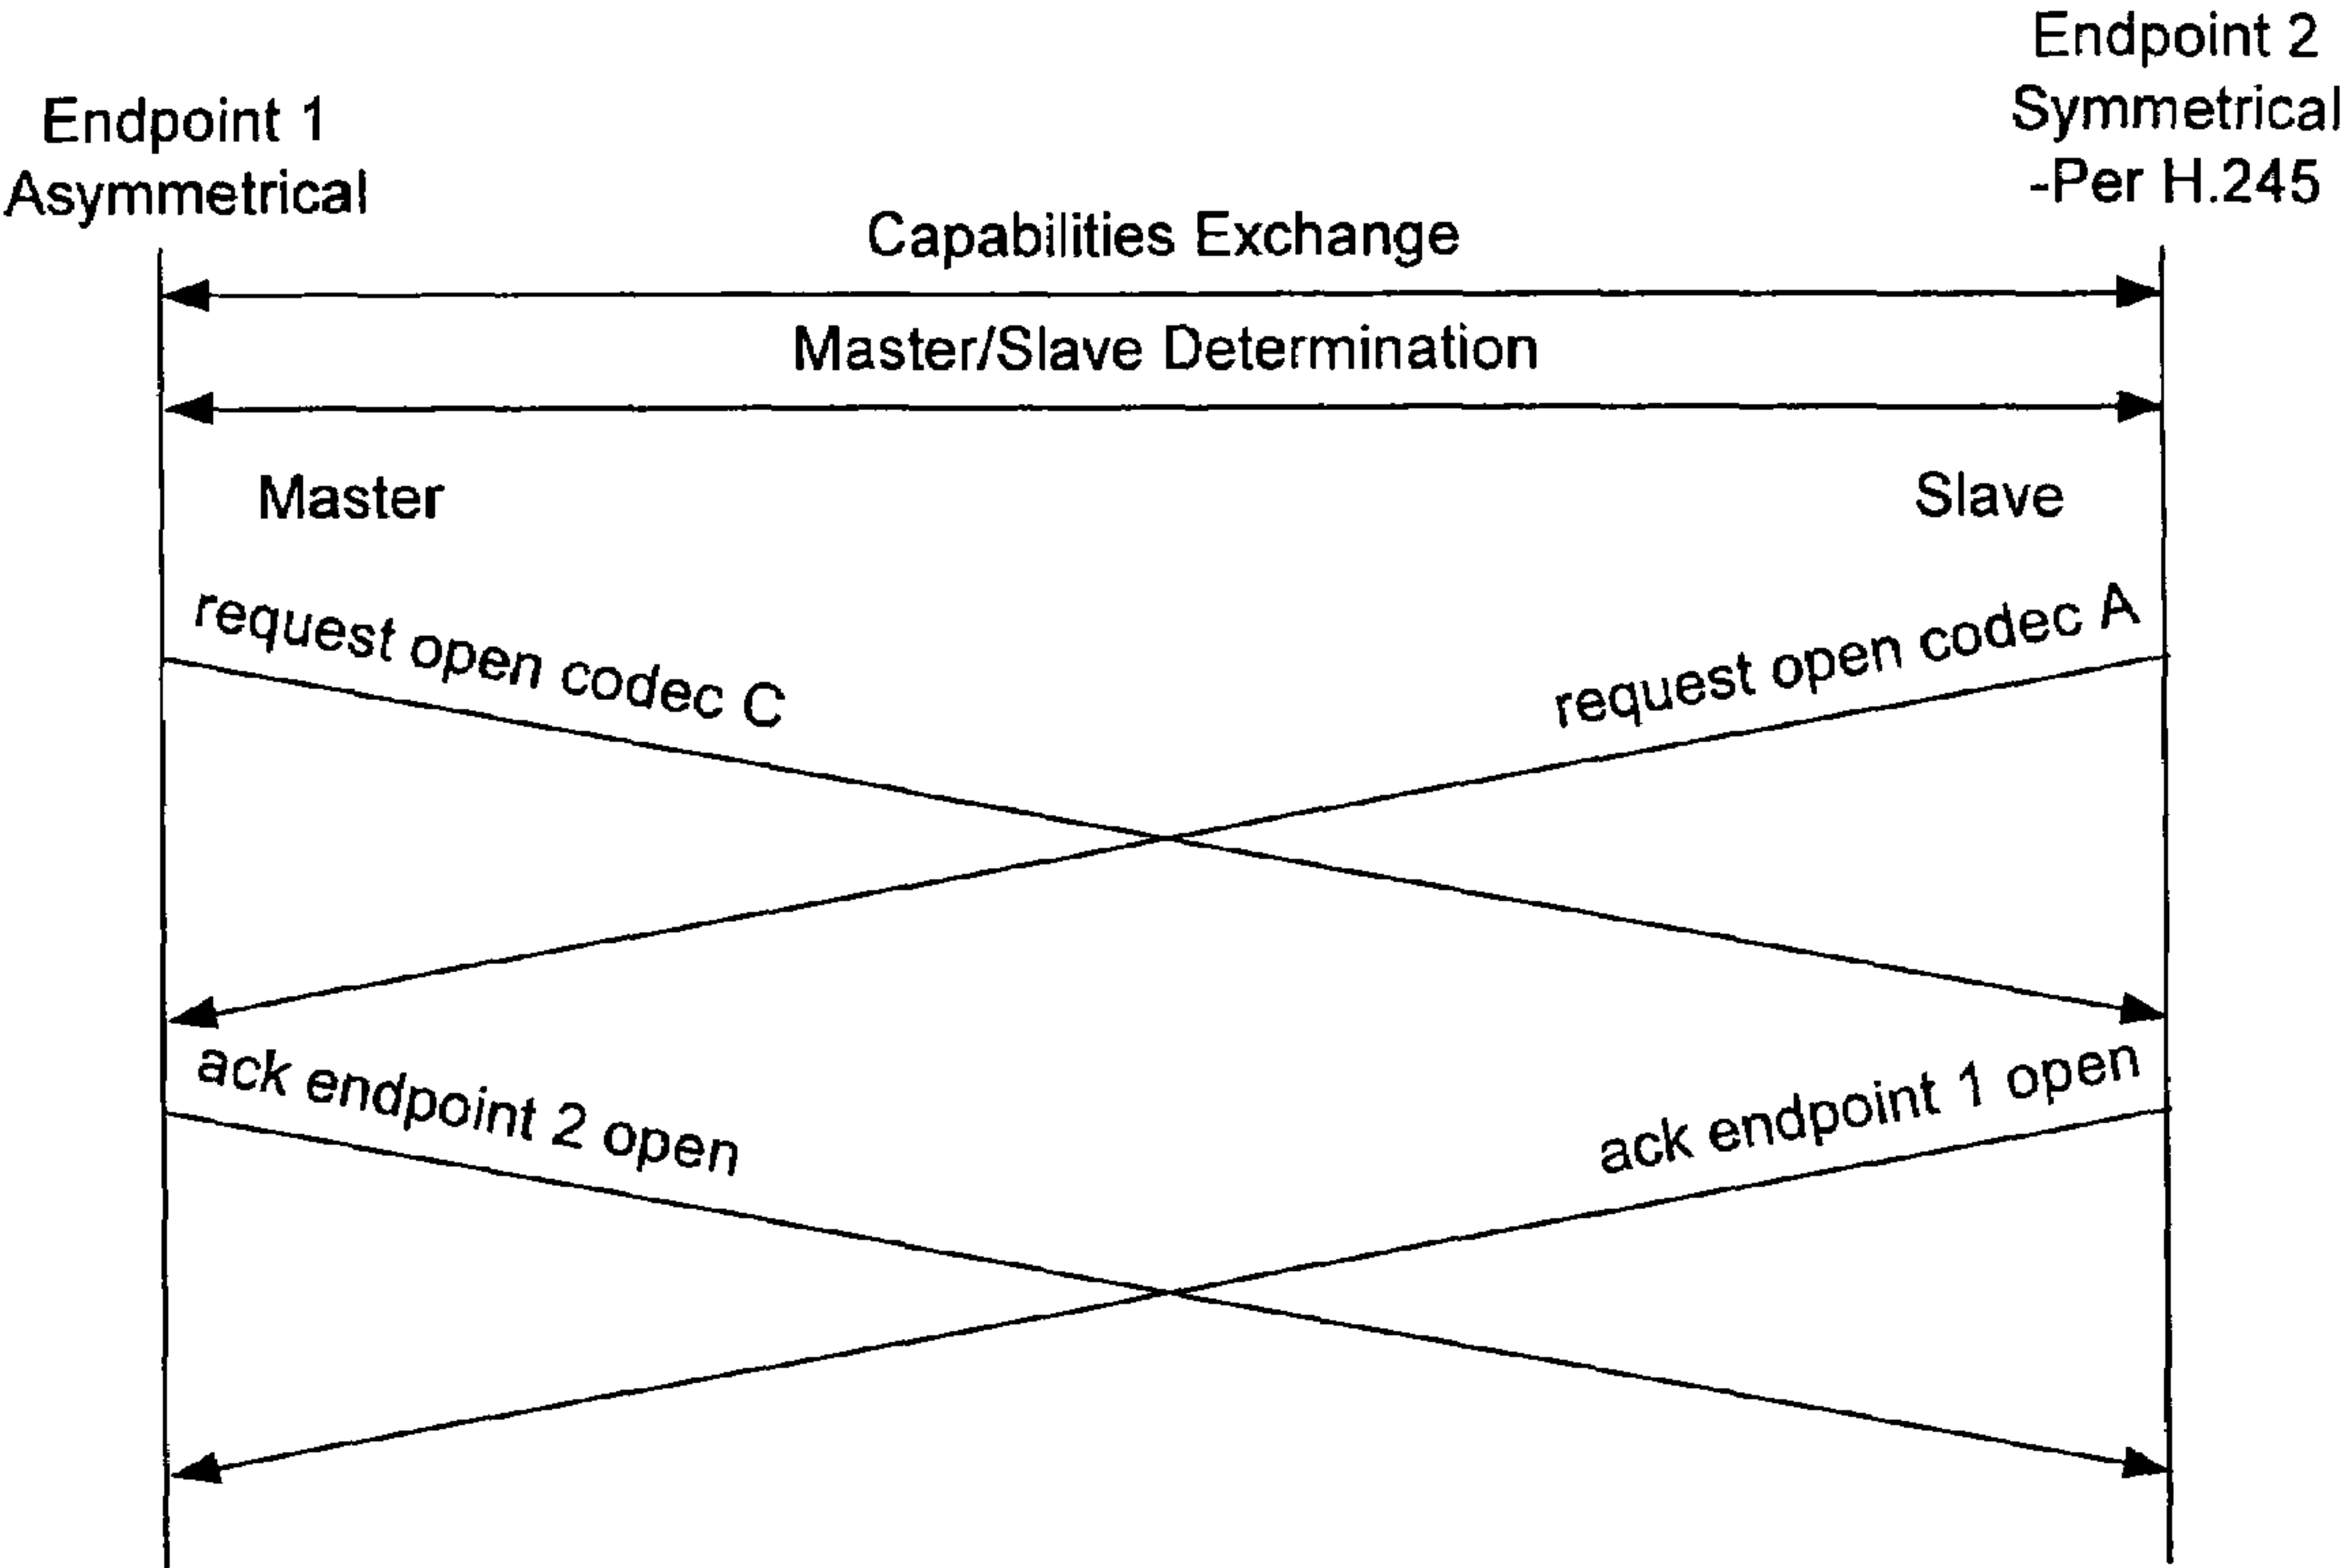 Endpoint 1
Asymmetrical
Endpoint 2
Symmetrical
-Per H.245
Capabilities Exchange
Master/Slave Determination
Master
Slave
request open codec C
request open codec A
ack endpoint 2 open
ack endpoint 1 open